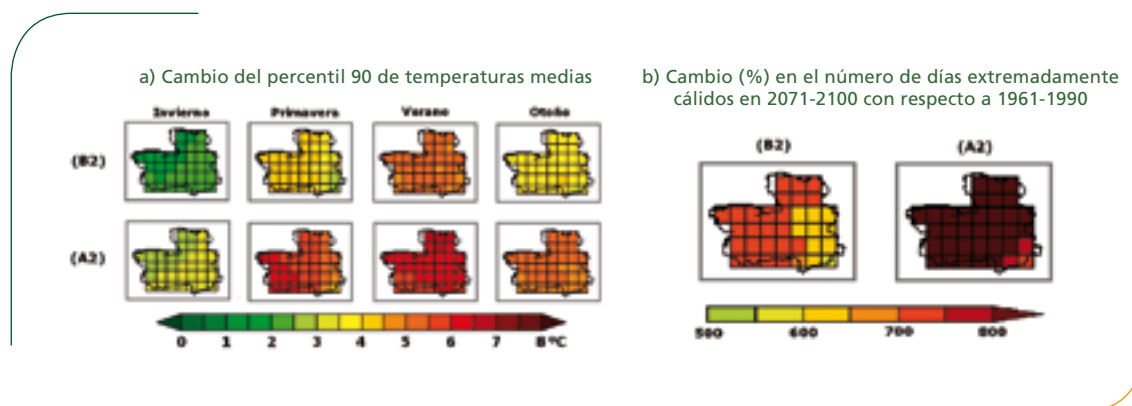 a) Cambio del percentil 90 de temperaturas medias
Invierno Primavera Verano Otoño
(B2)
(A2)
0 1 2 3 4 5 6 7 8 ºC
b) Cambio (%) en el número de días extremadamente
cálidos en 2071-2100 con respecto a 1961-1990
(B2) (A2)
500 600 700 800